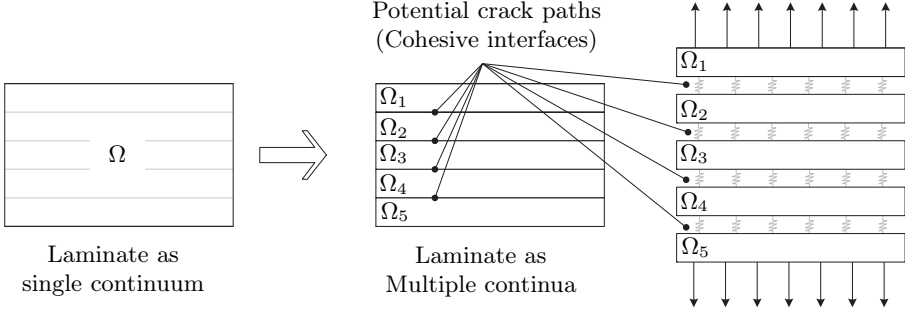 Potential crack paths
(Cohesive interfaces)
Ω
Laminate as
single continuum
Ω1
Ω2
Ω3
Ω4
Ω5
Laminate as
Multiple continua
Ω1
Ω2
Ω3
Ω4
Ω5